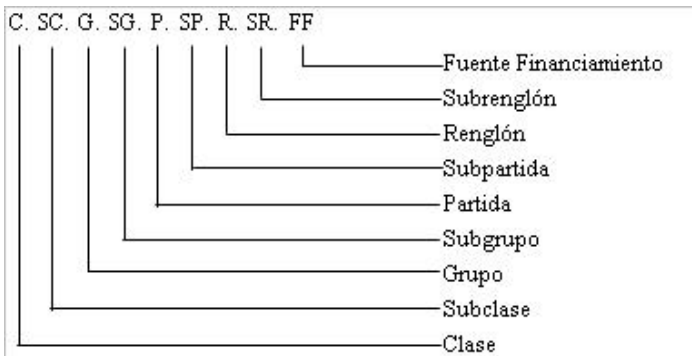 C. SC. G. SG. P. SP. R. SR. FF
Fuente Financiamiento
Subrenglón
Renglón
Subpartida
Partida
Subgrupo
Grupo
Subclase
Clase